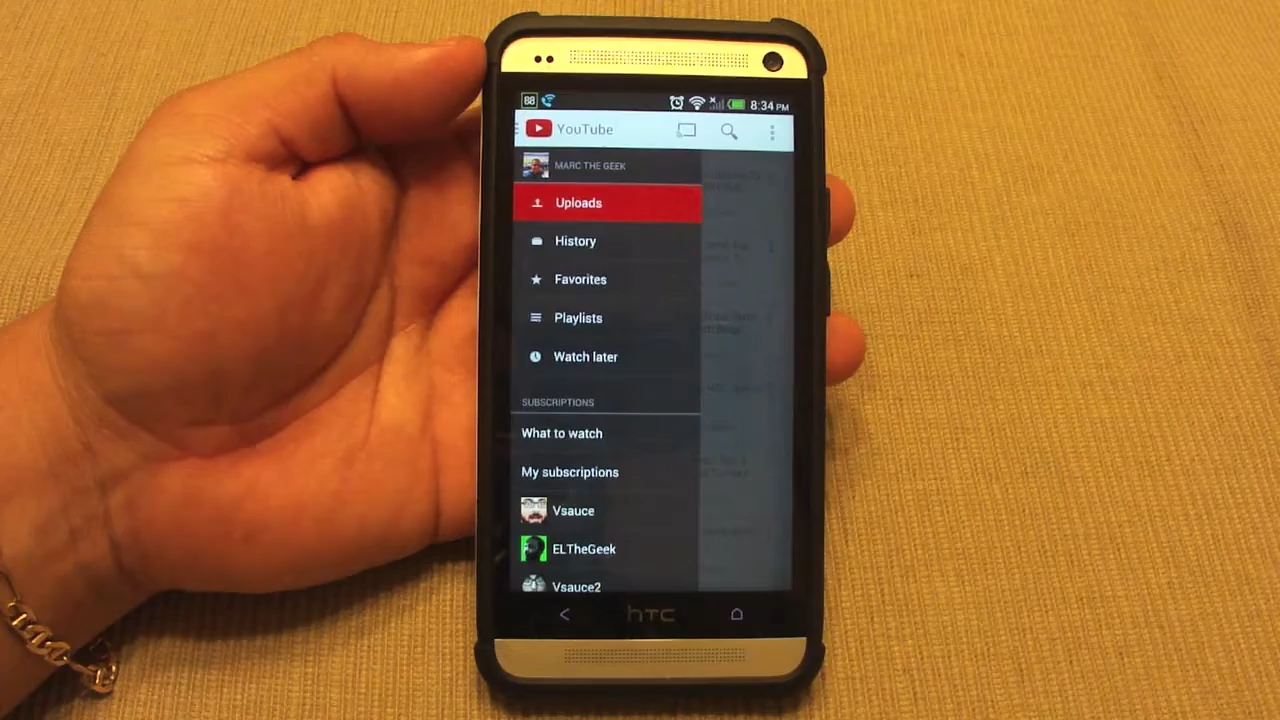 88
8:34 PM
YouTube
MARC THE GEEK
Uploads
History
Favorites
Playlists
Watch later
SUBSCRIPTIONS
What to watch
My subscriptions
Vsauce
ELTheGeek
Vsauce2
hTC